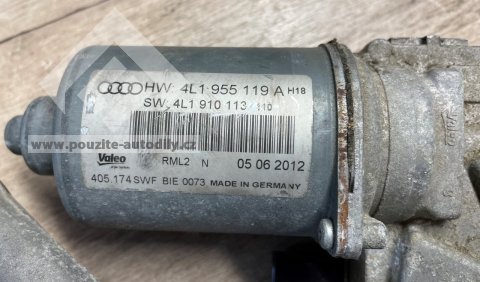 HW: 4L1 955 119 A H18
SW: 4L1 910 113 110
www.pouzite-autodily.cz
Valeo RML2 N 05 06 2012
405.174 SWF BIE 0073 MADE IN GERMANY